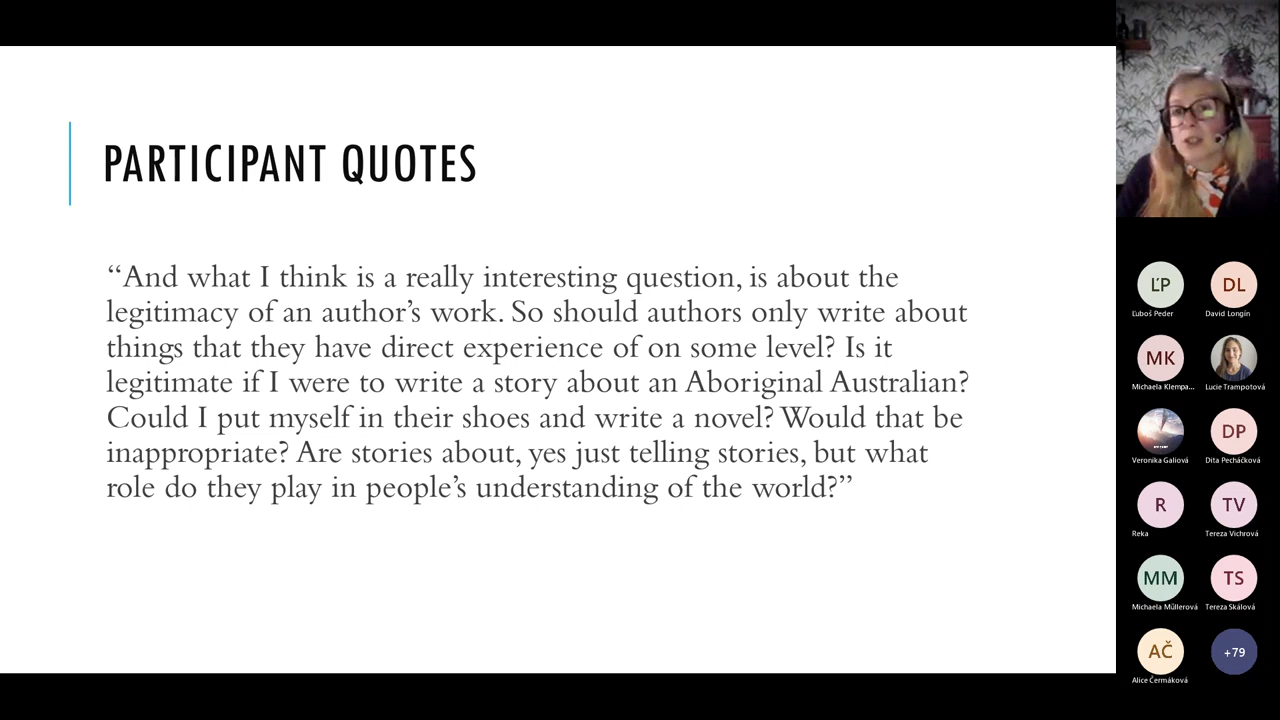 PARTICIPANT QUOTES
“And what I think is a really interesting question, is about the
legitimacy of an author’s work. So should authors only write about
things that they have direct experience of on some level? Is it
legitimate if I were to write a story about an Aboriginal Australian?
Could I put myself in their shoes and write a novel? Would that be
inappropriate? Are stories about, yes just telling stories, but what
role do they play in people’s understanding of the world?”
ĽP
DL
Ľuboš Peder
David Longin
MK
Michaela Klempa...
Lucie Trampotová
DP
Veronika Galiová
Dita Pecháčková
R
TV
Reka
Tereza Vichrová
MM
TS
Michaela Műllerová
Tereza Skálová
AČ
+79
Alice Čermáková